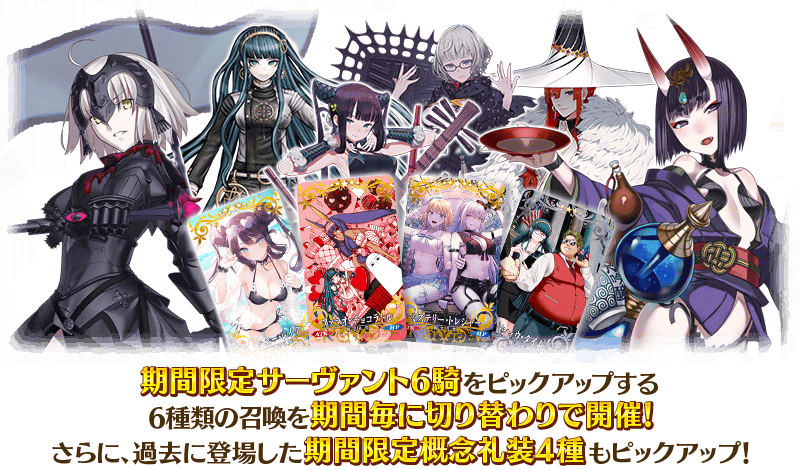 期間限定サーヴァント6騎をピックアップする
6種類の召喚を期間毎に切り替わりで開催!
さらに、過去に登場した期間限定概念礼装4種もピックアップ!